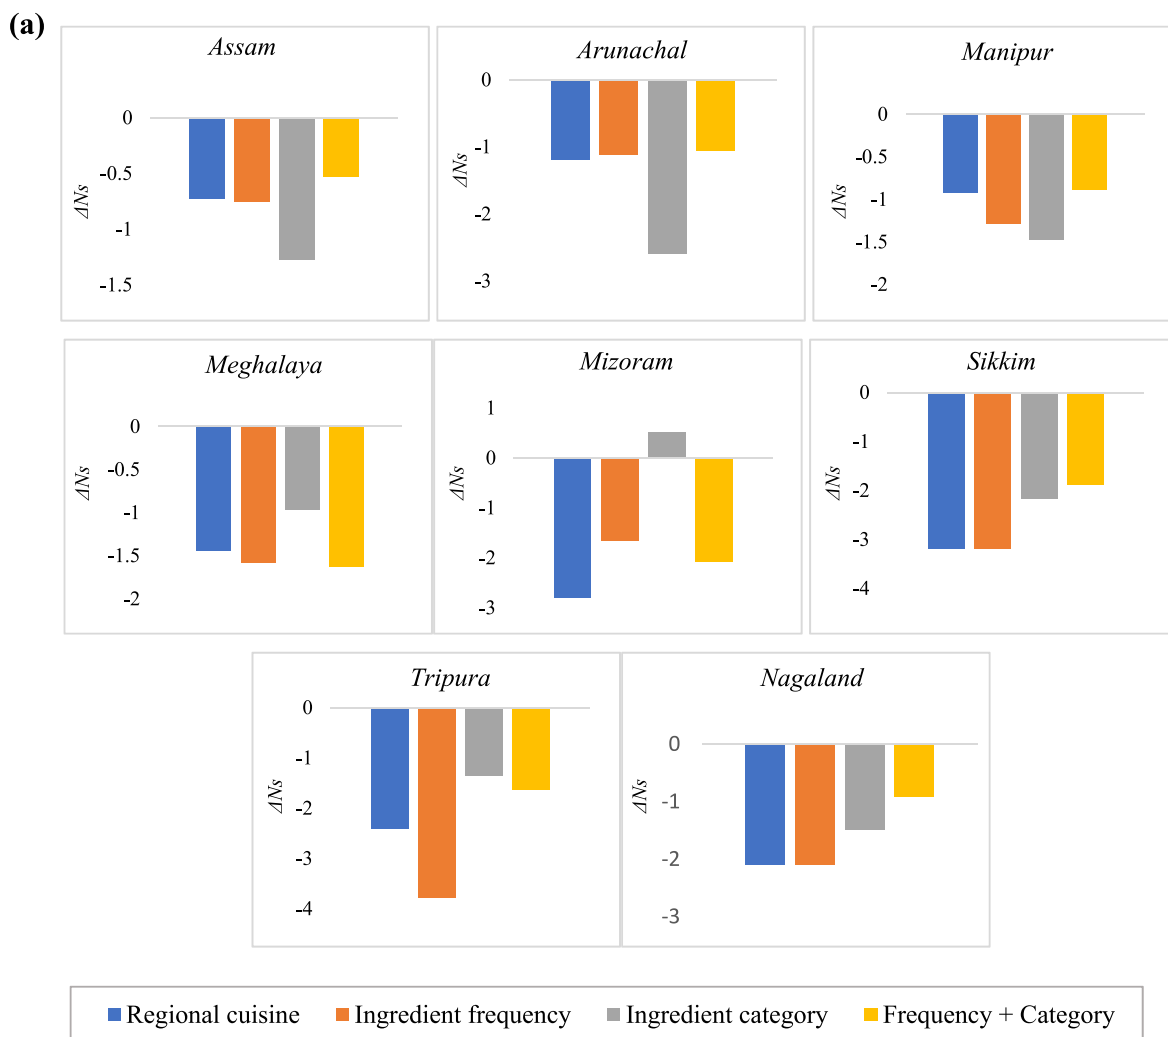 (a)
Assam
0
-0.5
-1
-1.5
ΔNs
Arunachal
0
-1
-2
-3
ΔNs
Manipur
0
-0.5
-1
-1.5
-2
ΔNs
Meghalaya
0
-0.5
-1
-1.5
-2
ΔNs
Mizoram
1
0
-1
-2
-3
ΔNs
Sikkim
0
-1
-2
-3
-4
ΔNs
Tripura
0
-1
-2
-3
-4
ΔNs
Nagaland
0
-1
-2
-3
ΔNs
Regional cuisine Ingredient frequency Ingredient category Frequency + Category